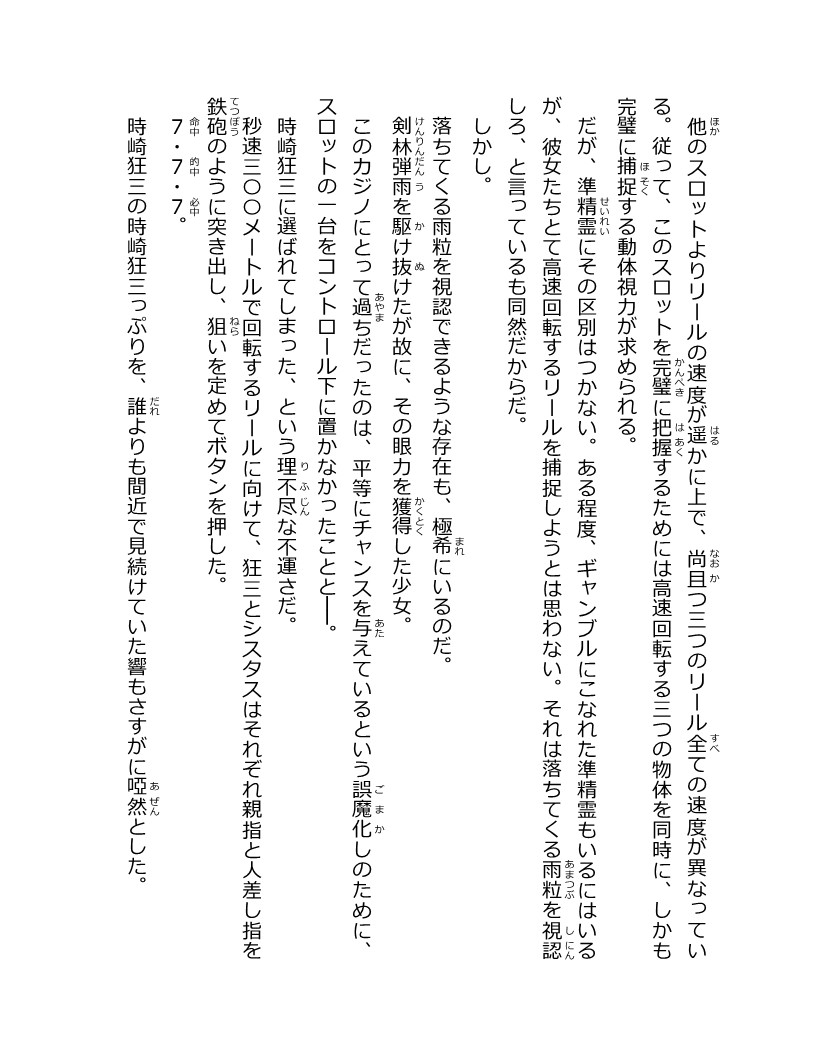 他のスロットよりリールの速度が遥かに上で、尚且つ三つのリール全ての速度が異なってい
る。従って、このスロットを完璧に把握するためには高速回転する三つの物体を同時に、しかも
完璧に捕捉する動体視力が求められる。
だが、準精霊にその区別はつかない。ある程度、ギャンブルにこなれた準精霊もいるにはいる
が、彼女たちとて高速回転するリールを捕捉しようとは思わない。それは落ちてくる雨粒を視認
しろ、と言っているも同然だからだ。
しかし。
落ちてくる雨粒を視認できるような存在も、極希にいるのだ。
剣林弾雨を駆け抜けたが故に、その眼力を獲得した少女。
このカジノにとって過ちだったのは、平等にチャンスを与えているという誤魔化しのために、
スロットの一台をコントロール下に置かなかったことと――。
時崎狂三に選ばれてしまった、という理不尽な不運さだ。
秒速三〇〇メートルで回転するリールに向けて、狂三とシスタスはそれぞれ親指と人差し指を
鉄砲のように突き出し、狙いを定めてボタンを押した。
7・7・7。
時崎狂三の時崎狂三っぷりを、誰よりも間近で見続けていた響もさすがに啞然とした。